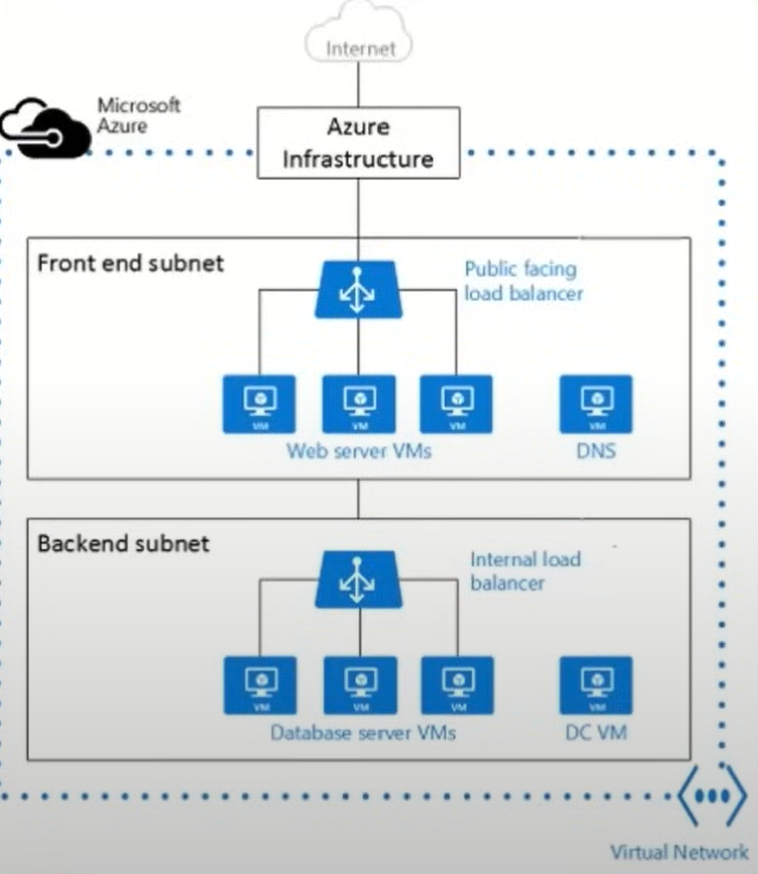 Internet
Microsoft
Azure
Azure
Infrastructure
Front end subnet
Public facing
load balancer
VM
VM
VM
VM
Web server VMs
DNS
Backend subnet
Internal load
balancer
VM
VM
VM
VM
Database server VMs
DC VM
Virtual Network